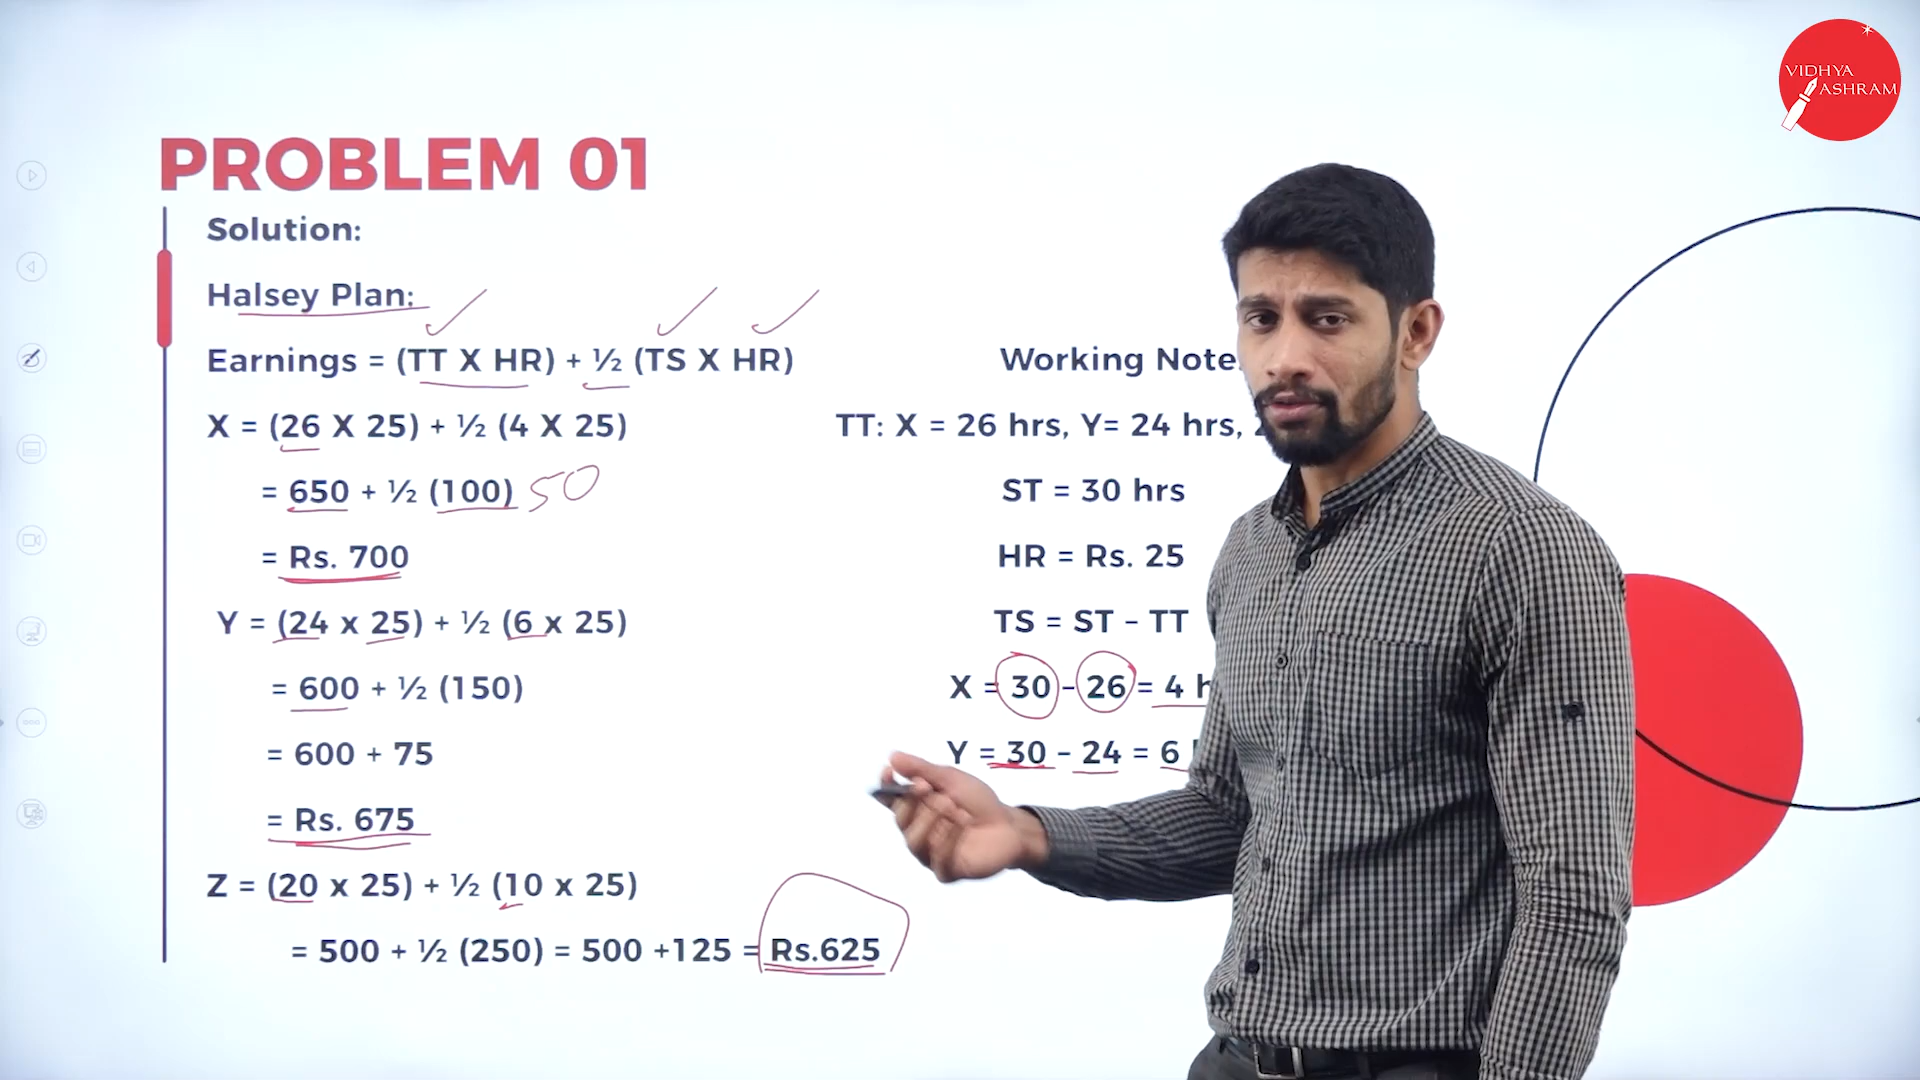 VIDHYA
ASHRAM
PROBLEM 01
Solution:
Halsey Plan:
Earnings = (TT X HR) + ½ (TS X HR)
X = (26 X 25) + ½ (4 X 25)
= 650 + ½ (100) 50
= Rs. 700
Y = (24 x 25) + ½ (6 x 25)
= 600 + ½ (150)
= 600 + 75
= Rs. 675
Z = (20 x 25) + ½ (10 x 25)
= 500 + ½ (250) = 500 +125 = Rs.625
Working Note
TT: X = 26 hrs, Y= 24 hrs,
ST = 30 hrs
HR = Rs. 25
TS = ST - TT
X = 30 - 26 = 4
Y = 30 - 24 = 6